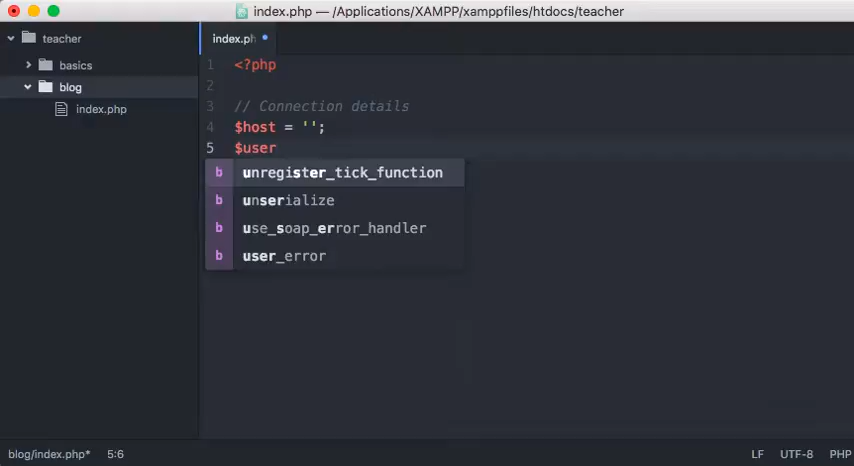 index.php — /Applications/XAMPP/xamppfiles/htdocs/teacher
teacher
basics
blog
index.php
index.ph
1 <?php
2
3 // Connection details
4 $host = '';
5 $user
b unregister_tick_function
b unserialize
b use_soap_error_handler
b user_error
blog/index.php* 5:6 LF UTF-8 PHP